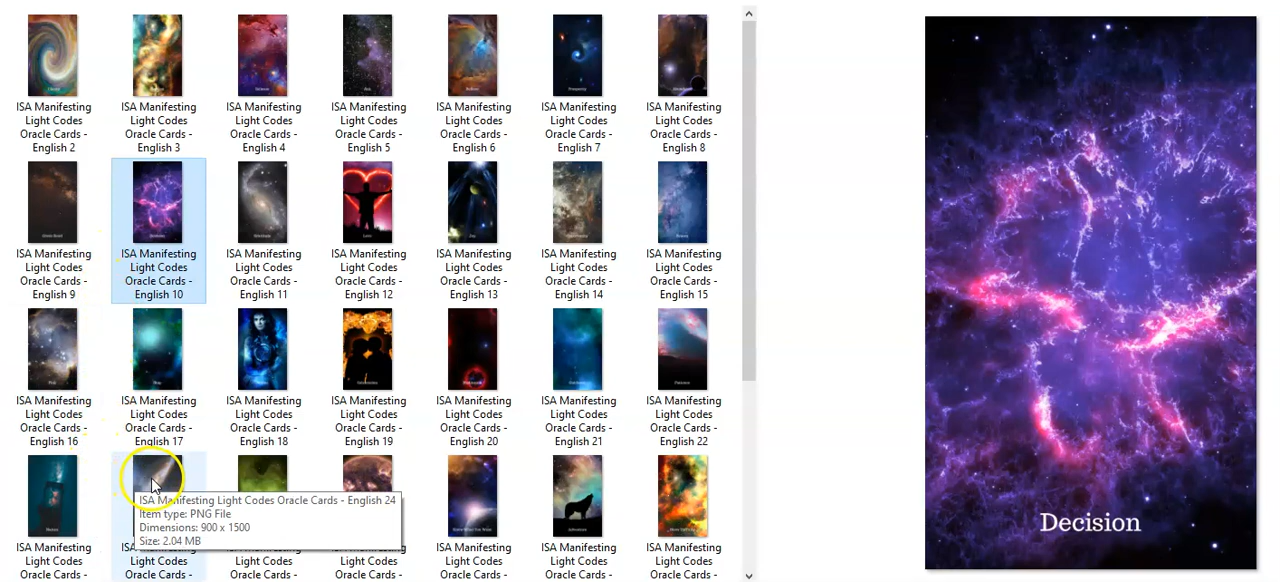 ISA Manifesting
Light Codes
Oracle Cards -
English 2
ISA Manifesting
Light Codes
Oracle Cards -
English 3
ISA Manifesting
Light Codes
Oracle Cards -
English 4
ISA Manifesting
Light Codes
Oracle Cards -
English 5
ISA Manifesting
Light Codes
Oracle Cards -
English 6
ISA Manifesting
Light Codes
Oracle Cards -
English 7
ISA Manifesting
Light Codes
Oracle Cards -
English 8
ISA Manifesting
Light Codes
Oracle Cards -
English 9
ISA Manifesting
Light Codes
Oracle Cards -
English 10
ISA Manifesting
Light Codes
Oracle Cards -
English 11
Love
ISA Manifesting
Light Codes
Oracle Cards -
English 12
ISA Manifesting
Light Codes
Oracle Cards -
English 13
ISA Manifesting
Light Codes
Oracle Cards -
English 14
ISA Manifesting
Light Codes
Oracle Cards -
English 15
ISA Manifesting
Light Codes
Oracle Cards -
English 16
ISA Manifesting
Light Codes
Oracle Cards -
English 17
ISA Manifesting
Light Codes
Oracle Cards -
English 18
ISA Manifesting
Light Codes
Oracle Cards -
English 19
ISA Manifesting
Light Codes
Oracle Cards -
English 20
ISA Manifesting
Light Codes
Oracle Cards -
English 21
ISA Manifesting
Light Codes
Oracle Cards -
English 22
ISA Manifesting
Light Codes
Oracle Cards -
ISA Manifesting Light Codes Oracle Cards - English 24
Item type: PNG File
Dimensions: 900 x 1500
Size: 2.04 MB
Light Codes
Oracle Cards -
Light Codes
Oracle Cards -
Light Codes
Oracle Cards -
ISA Manifesting
Light Codes
Oracle Cards -
Adventure
ISA Manifesting
Light Codes
Oracle Cards -
ISA Manifesting
Light Codes
Oracle Cards -
Decision